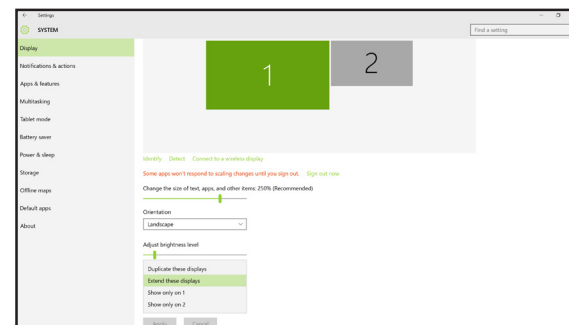 Settings
SYSTEM
Find a setting
Display
Notifications & actions
Apps & features
Multitasking
Tablet mode
Battery saver
Power & sleep
Storage
Offline maps
Default apps
About
1
2
Identify Detect Connect to a wireless display
Some apps won't respond to scaling changes until you sign out. Sign out now
Change the size of text, apps, and other items: 250% (Recommended)
Orientation
Landscape
Adjust brightness level
Duplicate these displays
Extend these displays
Show only on 1
Show only on 2
Apply Cancel